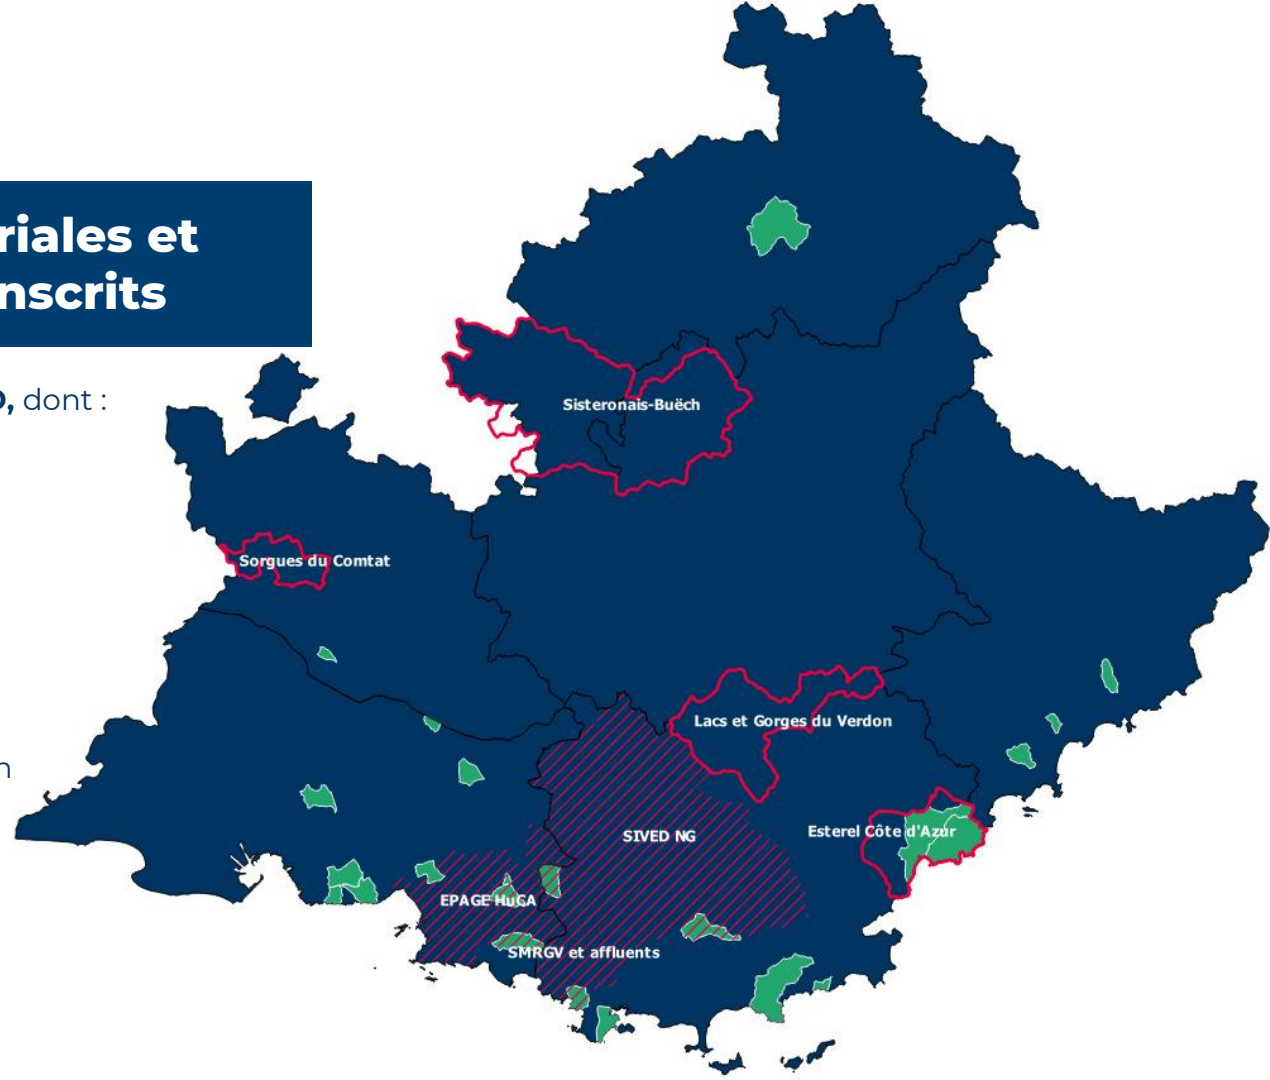 riales et
nscrits
, dont :
Sisteronais-Buëch
Sorgues du Comtat
Lacs et Gorges du Verdon
n
Esterel Côte d'Azur
SIVED NG
EPAGE HuCA
SMRGV et affluents